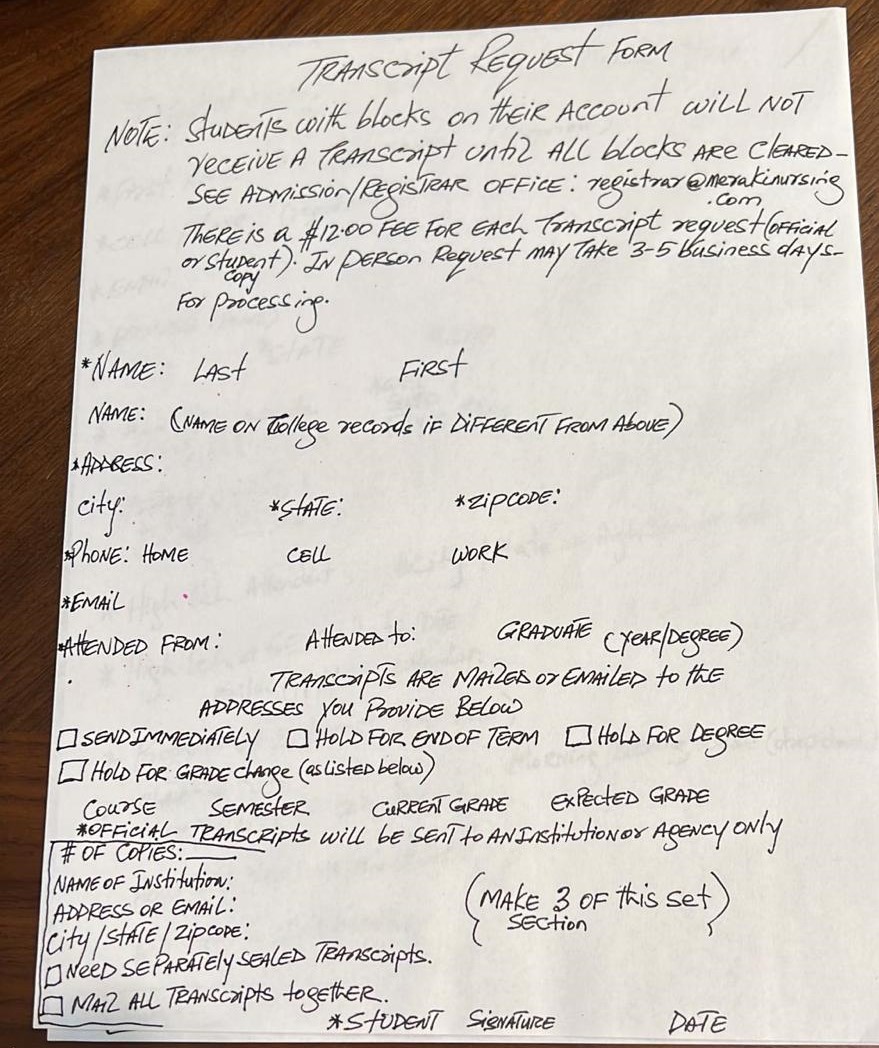 TRANSCRIPT REQUEST FORM
NOTE: STUDENTS with blocks on their Account will NOT
receive A Transcript until ALL blocks ARE CLEARED-
SEE ADMISSION/REGISTRAR OFFICE: registrar@merakinursing
.com
THERE is a $12.00 FEE FOR EACH Transcript request (official
or student). IN PERSON Request MAY TAKE 3-5 business days-
copy
For processing.
*NAME: LAST FIRST
NAME: (NAME ON College records if DIFFERENT FROM Above)
*ADDRESS:
city: *STATE: *ZIPCODE:
*PHONE: HOME CELL WORK
*EMAIL
*ATTENDED FROM: ATTENDED to: GRADUATE (YEAR/DEGREE)
TRANSCRIPTS ARE MAILED or EMAILED to the
ADDRESSES YOU PROVIDE BELOW
☐ SEND IMMEDIATELY ☐ HOLD FOR END OF TERM ☐ HOLD FOR DEGREE
☐ HOLD FOR GRADE change (as listed below)
Course SEMESTER CURRENT GRADE EXPECTED GRADE
*OFFICIAL TRANSCRIPTS will be SENT to AN Institution or AGENCY ONLY
# OF COPIES:
NAME OF Institution:
ADDRESS OR EMAIL: (MAKE 3 OF this set)
SECTION
City/STATE/ZIPCODE:
☐ NEED SEPARATELY SEALED TRANSCRIPTS.
☐ MAIL ALL TRANSCRIPTS together.
*STUDENT SIGNATURE DATE